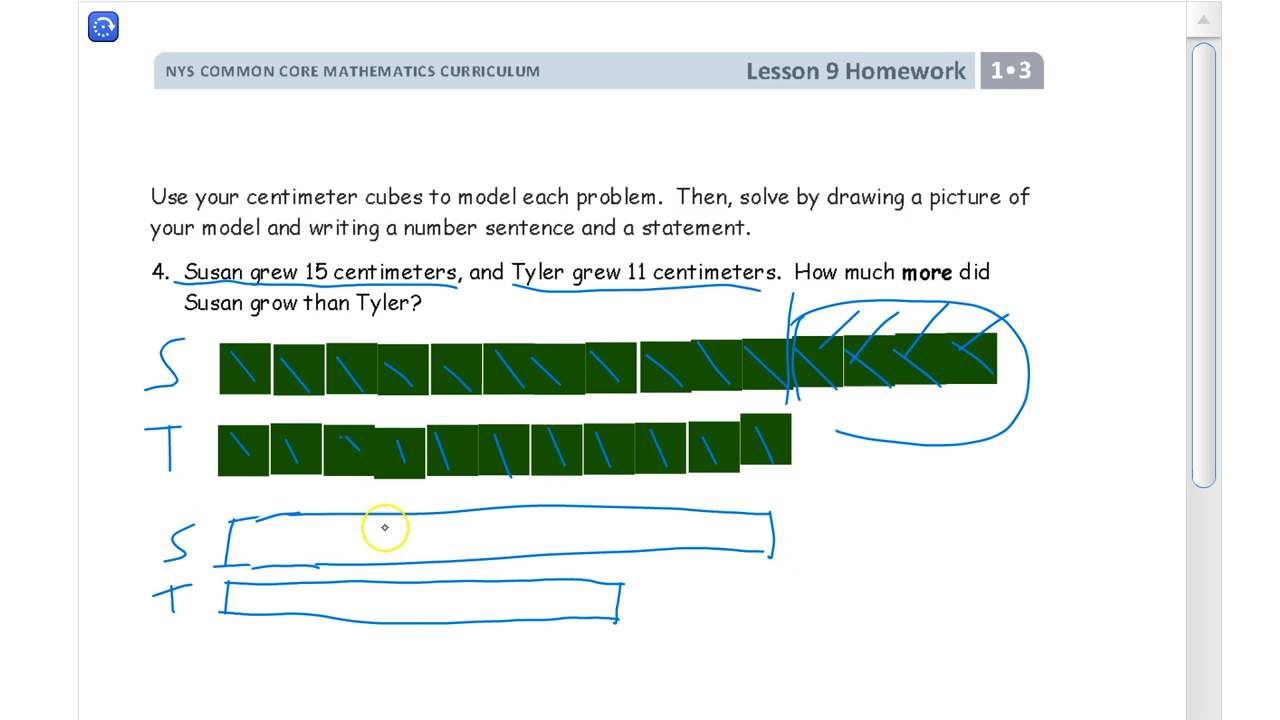 NYS COMMON CORE MATHEMATICS CURRICULUM Lesson 9 Homework 1•3
Use your centimeter cubes to model each problem. Then, solve by drawing a picture of
your model and writing a number sentence and a statement.
4. Susan grew 15 centimeters, and Tyler grew 11 centimeters. How much more did
Susan grow than Tyler?
S
T
S
T